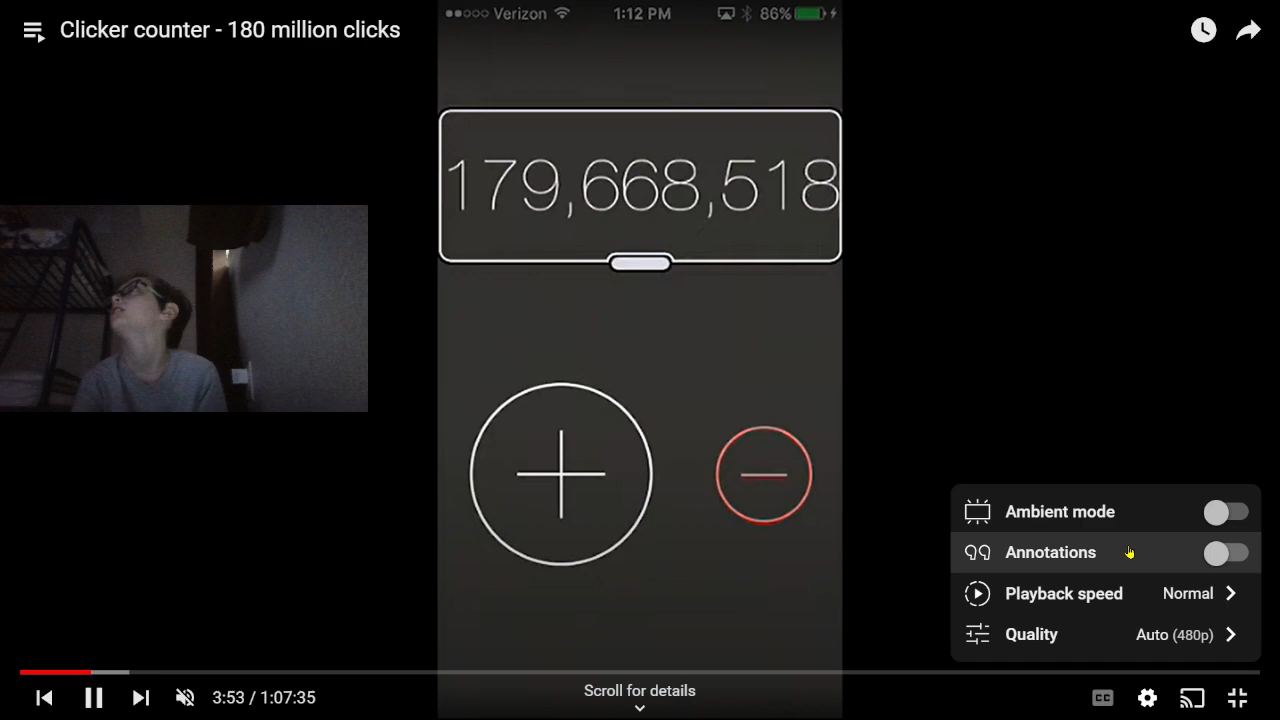 Clicker counter - 180 million clicks
Verizon 1:12 PM 86%
179,668,518
Ambient mode
Annotations
Playback speed Normal
Quality Auto (480p)
3:53 / 1:07:35
Scroll for details
CC